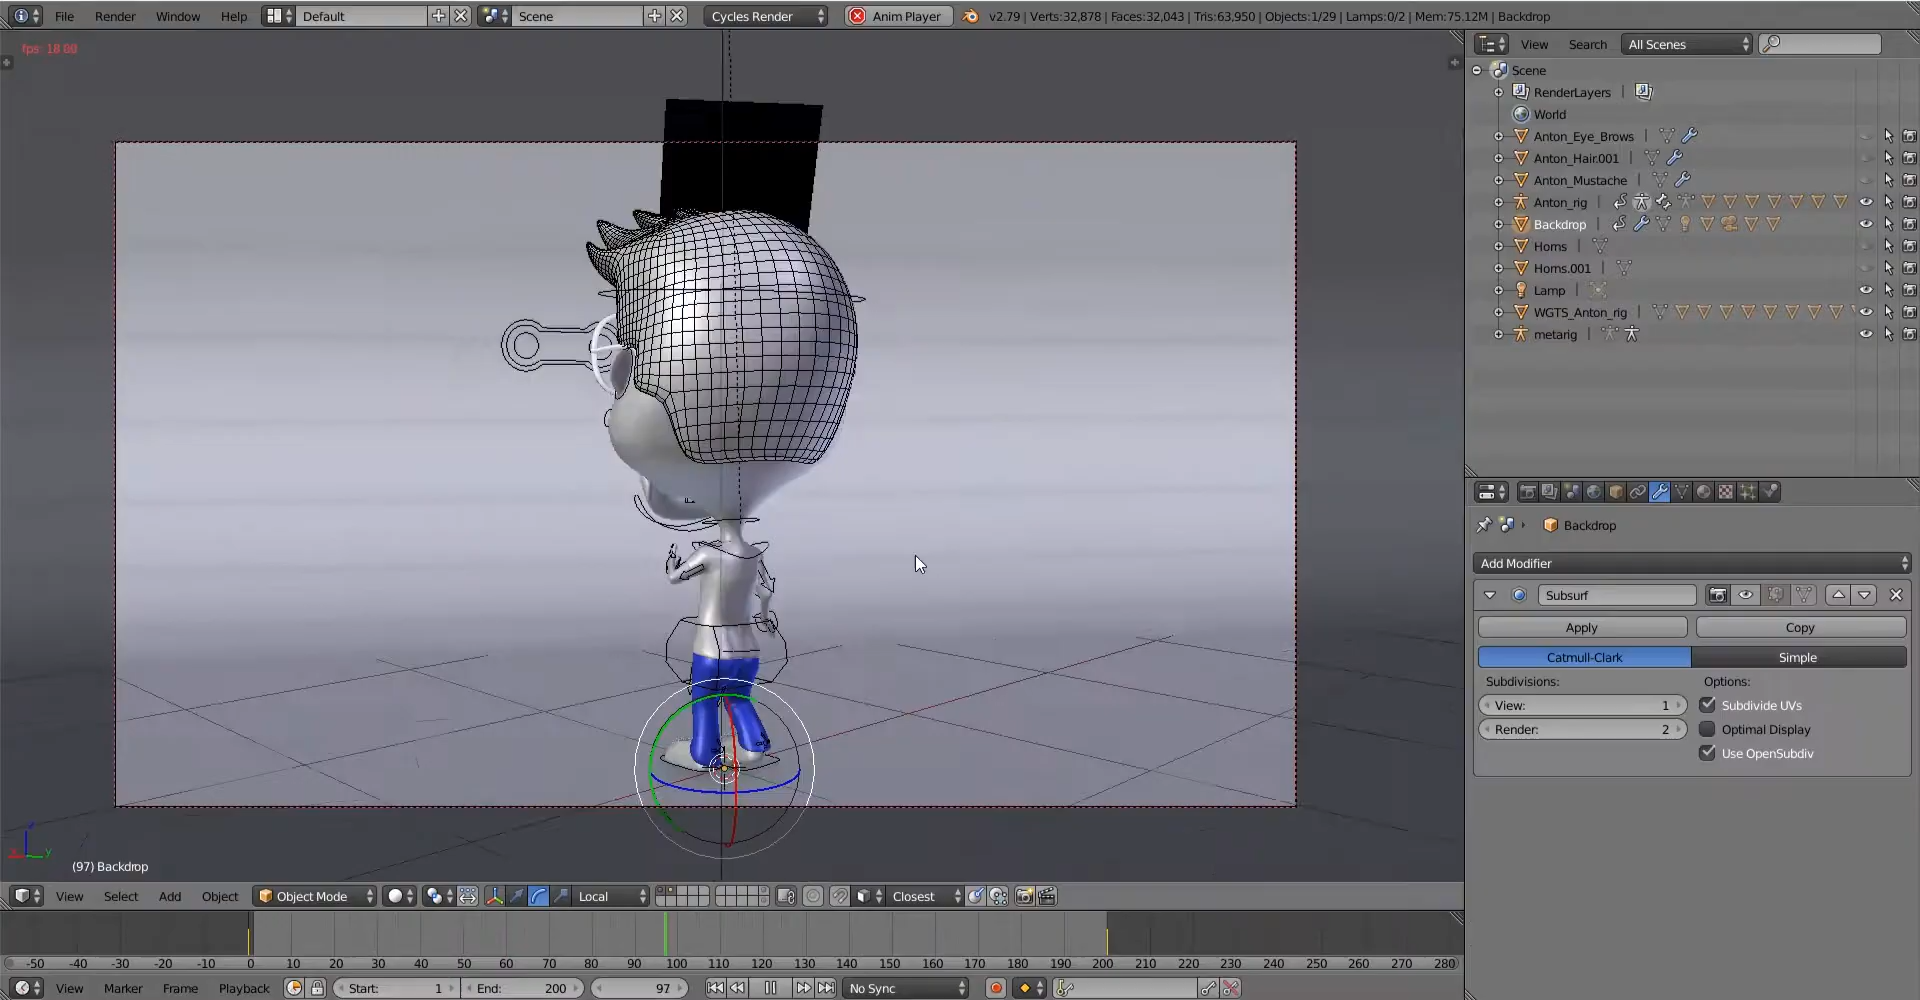 File Render Window Help Default Scene Cycles Render Anim Player v2.79 | Verts:32,878 | Faces:32,043 | Tris:63,950 | Objects:1/29 | Lamps:0/2 | Mem:75.12M | Backdrop
fps: 18.00
View Search All Scenes
Scene
RenderLayers
World
Anton_Eye_Brows
Anton_Hair.001
Anton_Mustache
Anton_rig
Backdrop
Horns
Horns.001
Lamp
WGTS_Anton_rig
metarig
Backdrop
Add Modifier
Subsurf
Apply Copy
Catmull-Clark Simple
Subdivisions: Options:
View: 1 Subdivide UVs
Render: 2 Optimal Display
Use OpenSubdiv
z
x y
(97) Backdrop
View Select Add Object Object Mode Local Closest
-50 -40 -30 -20 -10 0 10 20 30 40 50 60 70 80 90 100 110 120 130 140 150 160 170 180 190 200 210 220 230 240 250 260 270 280
View Marker Frame Playback Start: 1 End: 200 97 No Sync